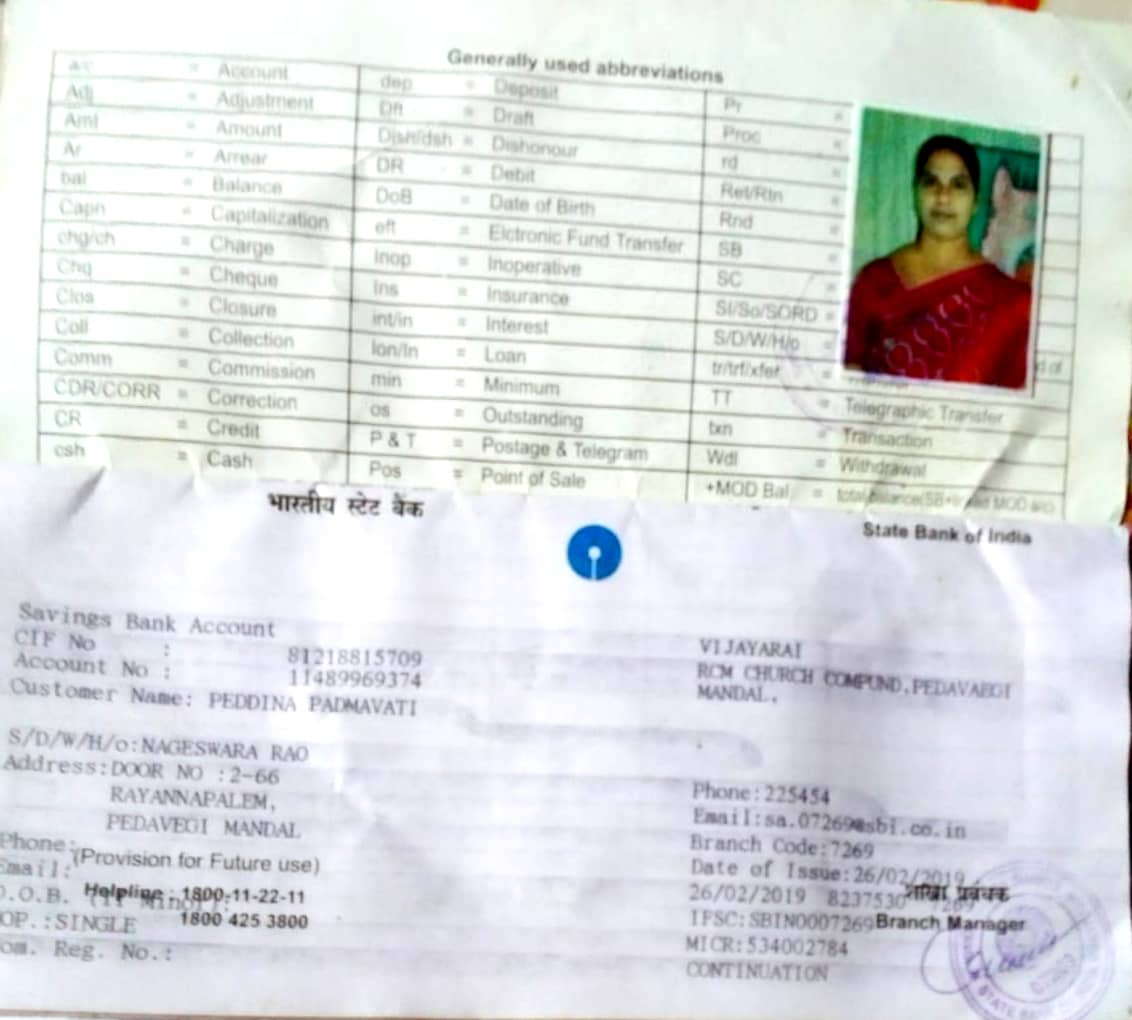 Generally used abbreviations
a/c = Account dep = Deposit Pr =
Adj = Adjustment Dft = Draft Proc =
Amt = Amount Dish/dsh = Dishonour rd =
Ar = Arrear DR = Debit Ret/Rtn =
bal = Balance DoB = Date of Birth Rnd =
Capn = Capitalization eft = Elctronic Fund Transfer SB
chg/ch = Charge Inop = Inoperative SC =
Chq = Cheque Ins = Insurance SI/So/SORD =
Clos = Closure int/in = Interest S/D/W/H/o =
Coll = Collection lon/ln = Loan tr/trf/xfer =
Comm = Commission min = Minimum TT = Telegraphic Transfer
CDR/CORR = Correction os = Outstanding txn = Transaction
CR = Credit P & T = Postage & Telegram Wdl = Withdrawal
csh = Cash Pos = Point of Sale +MOD Bal = total balance(SB+ MOD
भारतीय स्टेट बैंक State Bank of India
Savings Bank Account
CIF No : 81218815709
Account No : 11489969374
Customer Name: PEDDINA PADMAVATI
S/D/W/H/o:NAGESWARA RAO
Address:DOOR NO :2-66
RAYANNAPALEM,
PEDAVEGI MANDAL
Phone:
(Provision for Future use)
Email:
D.O.B.
Helpline : 1800-11-22-11
1800 425 3800
OP.:SINGLE
om. Reg. No.:
VIJAYARAI
RCM CHURCH COMPUND,PEDAVAEGI
MANDAL,
Phone:225454
Email:sa.07269@sbi.co.in
Branch Code:7269
Date of Issue:26/02/2019
26/02/2019 8237530
शाखा प्रबंधक
IFSC:SBIN0007269
Branch Manager
MICR:534002784
CONTINUATION
STATE BANK